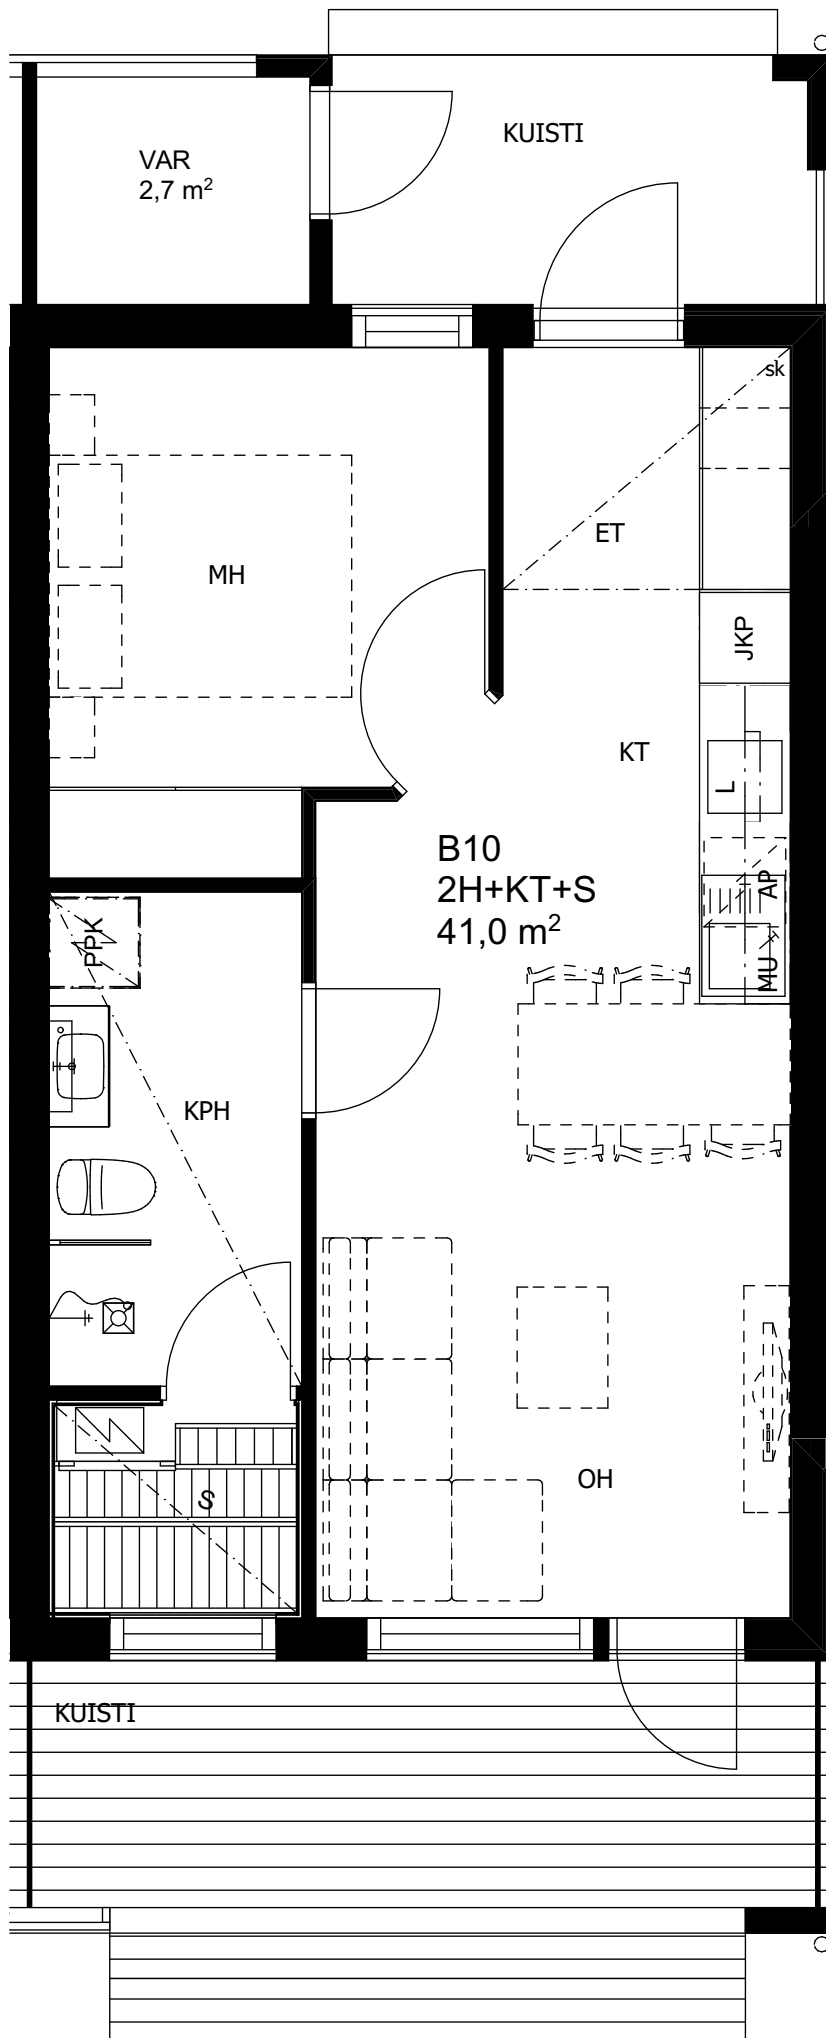 KUISTI
VAR
2,7 m²
sk
ET
MH
JKP
KT
L
B10
2H+KT+S
41,0 m²
AP
PPK
MU
KPH
OH
S
KUISTI